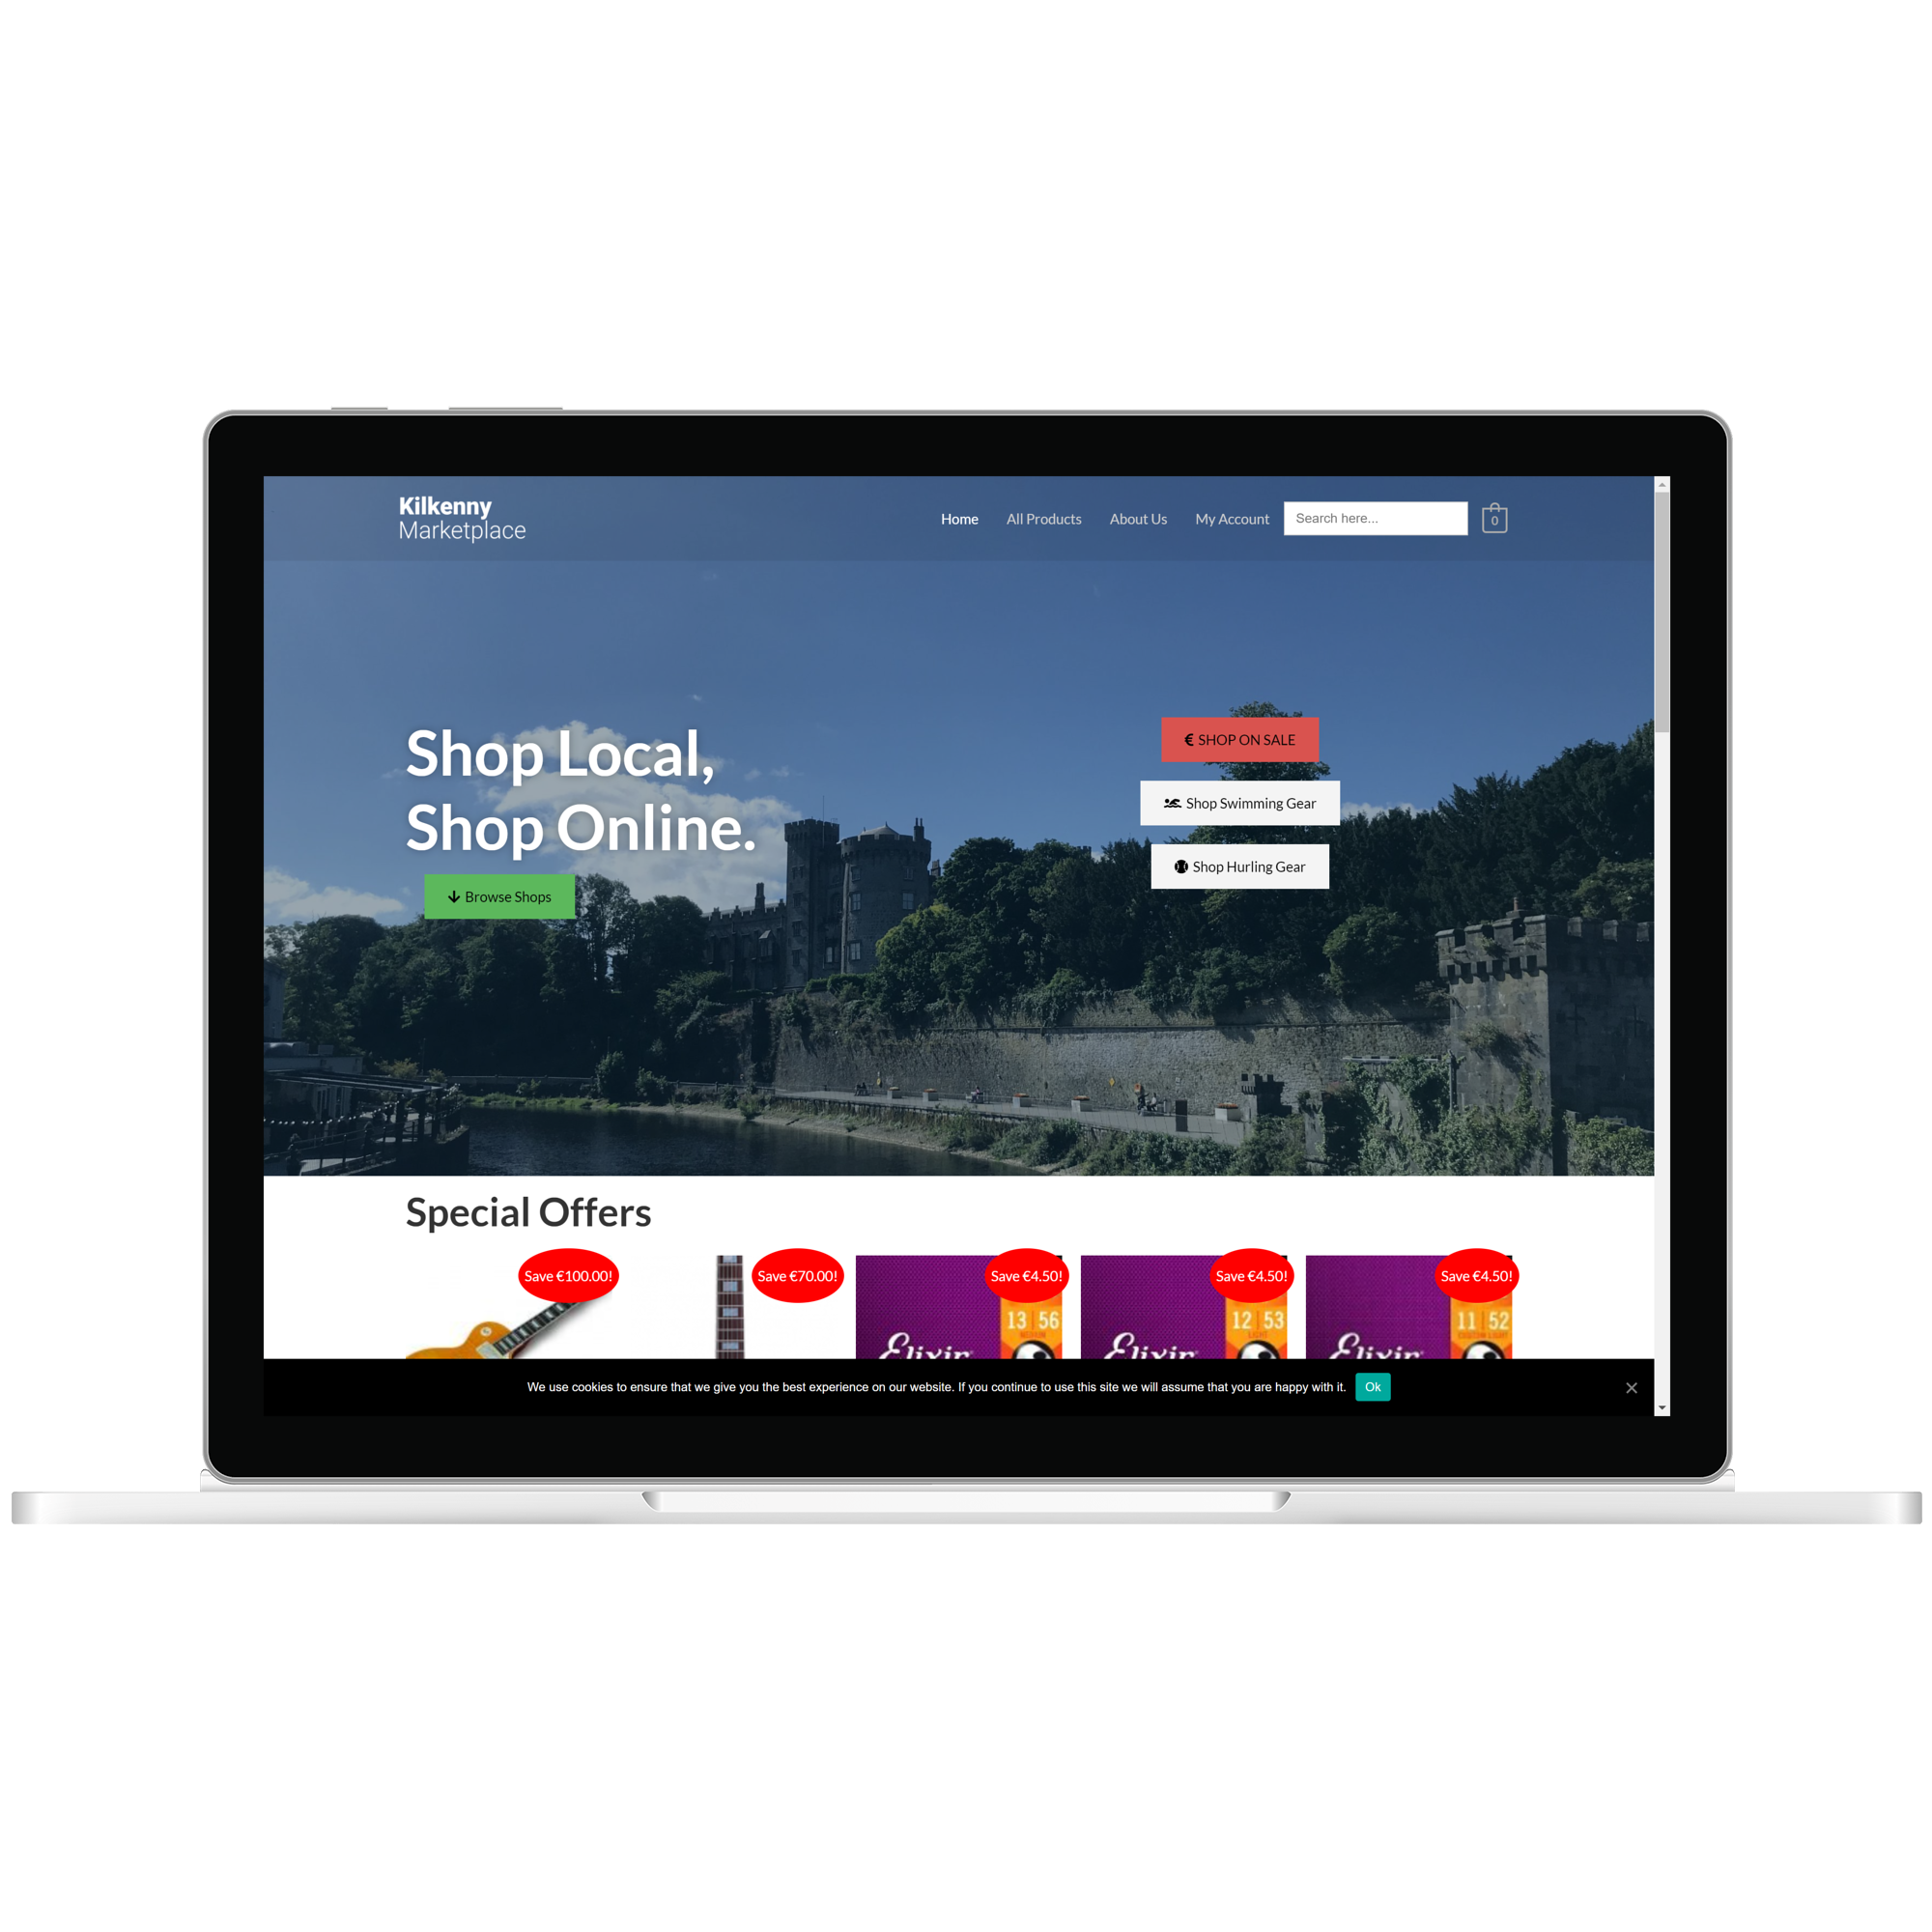 Kilkenny
Marketplace
Home
All Products
About Us
My Account
Search here...
0
Shop Local,
Shop Online.
Browse Shops
€ SHOP ON SALE
Shop Swimming Gear
Shop Hurling Gear
Special Offers
Save €100.00!
Save €70.00!
Save €4.50!
Save €4.50!
Save €4.50!
13 | 56
MEDIUM
12 | 53
LIGHT
11 | 52
CUSTOM LIGHT
Elixir
Elixir
Elixir
We use cookies to ensure that we give you the best experience on our website. If you continue to use this site we will assume that you are happy with it.
Ok